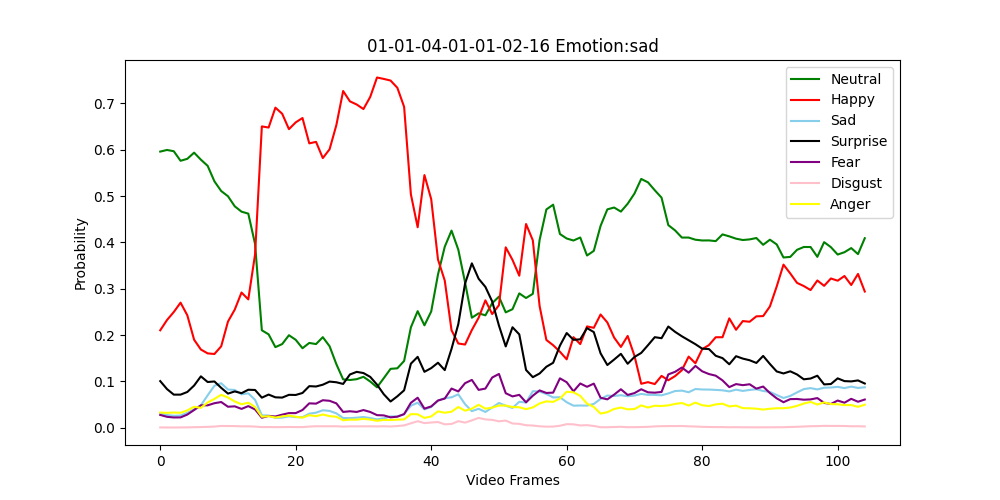 01-01-04-01-01-02-16 Emotion:sad
Probability
0.7
0.6
0.5
0.4
0.3
0.2
0.1
0.0
0
20
40
60
80
100
Video Frames
Neutral
Happy
Sad
Surprise
Fear
Disgust
Anger